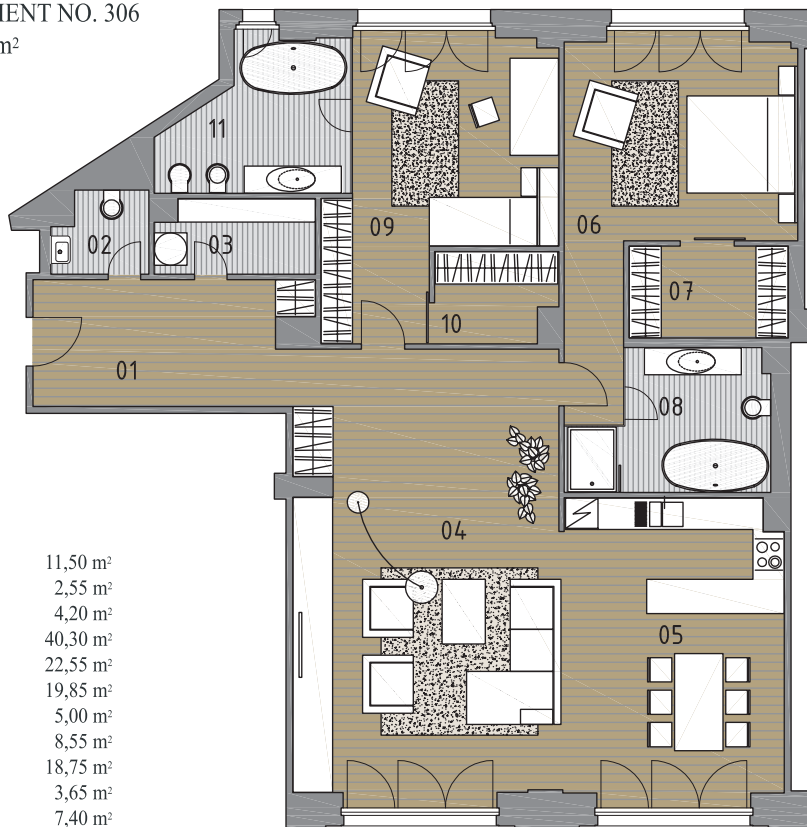 MENT NO. 306
m²
11
09
06
02
03
07
10
01
08
04
05
11,50 m²
2,55 m²
4,20 m²
40,30 m²
22,55 m²
19,85 m²
5,00 m²
8,55 m²
18,75 m²
3,65 m²
7,40 m²